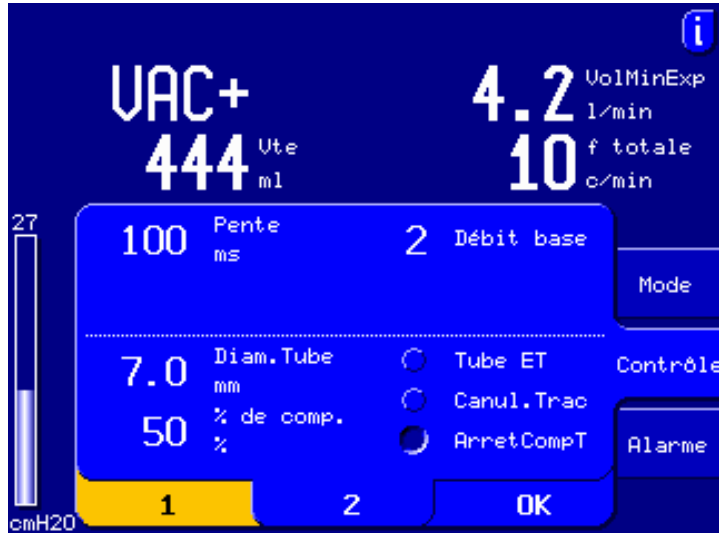 i
VAC+
4.2 VolMinExp
l/min
444 Vte
ml
10 f totale
c/min
27
100 Pente
ms
2 Débit base
Mode
7.0 Diam.Tube
mm
Tube ET
Contrôle
50 % de comp.
%
Canul.Trac
ArretCompT
Alarme
1
2
OK
cmH2O